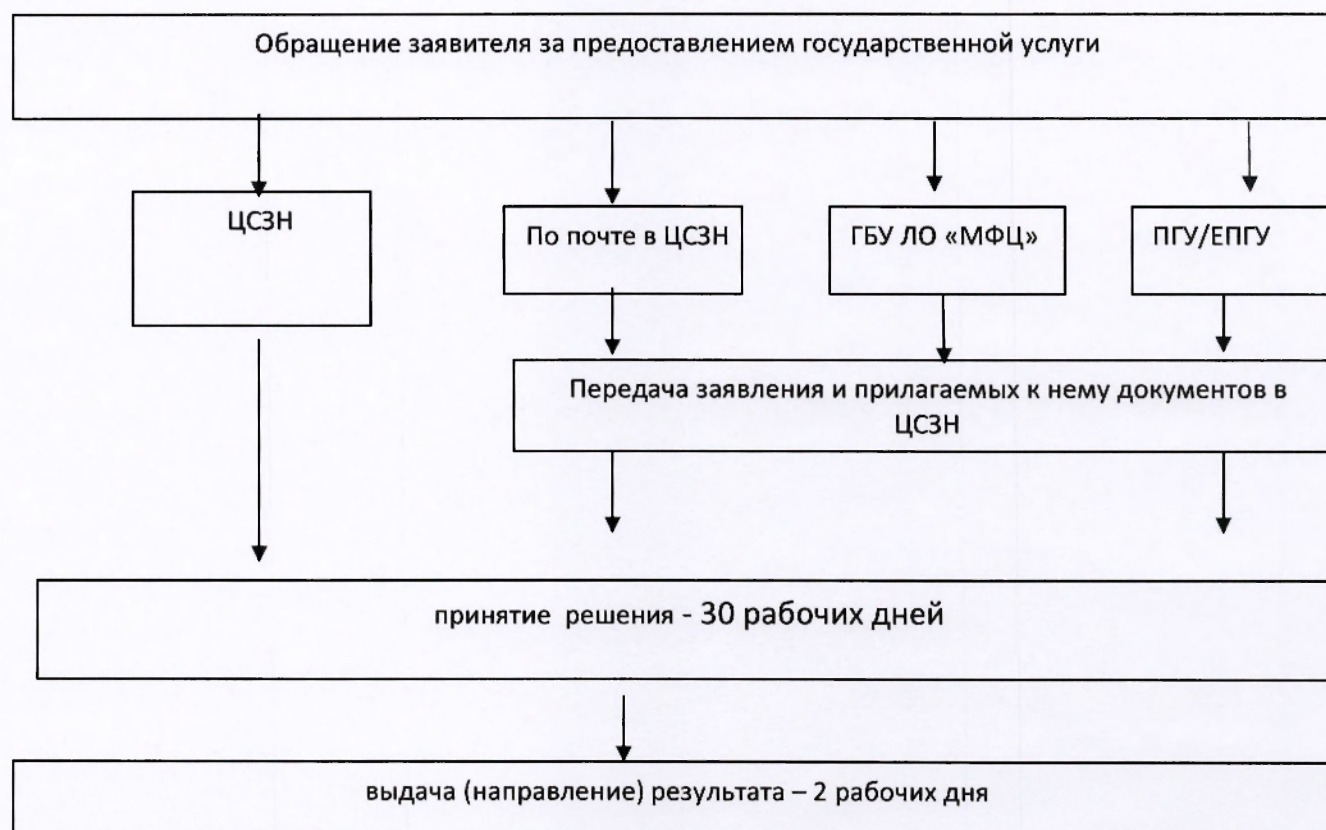 Обращение заявителя за предоставлением государственной услуги
ЦСЗН
По почте в ЦСЗН
ГБУ ЛО «МФЦ»
ПГУ/ЕПГУ
Передача заявления и прилагаемых к нему документов в
ЦСЗН
принятие решения - 30 рабочих дней
выдача (направление) результата – 2 рабочих дня